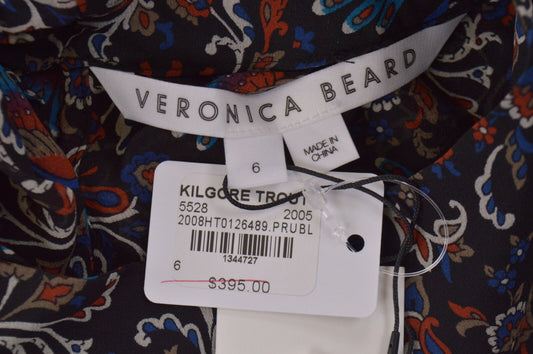 VERONICA BEARD
6
MADE IN
CHINA
KILGORE TROUT
5528 2005
2008HT0126489.PRUBL
1344727
6
$395.00